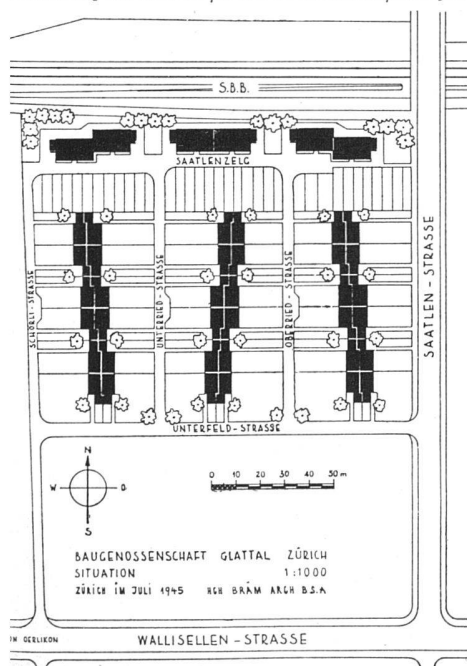 S.B.B.
SAATLENZELG
SCHÖRLI-STRASSE
UNTERRIED-STRASSE
OBERRIED-STRASSE
SAATLEN-STRASSE
UNTERFELD-STRASSE
N
W O
S
0 10 20 30 40 50 m
BAUGENOSSENSCHAFT GLATTAL ZÜRICH
SITUATION 1:1000
ZÜRICH IM JULI 1945 HCH BRÄM ARCH B.S.A
OERLIKON
WALLISELLEN-STRASSE